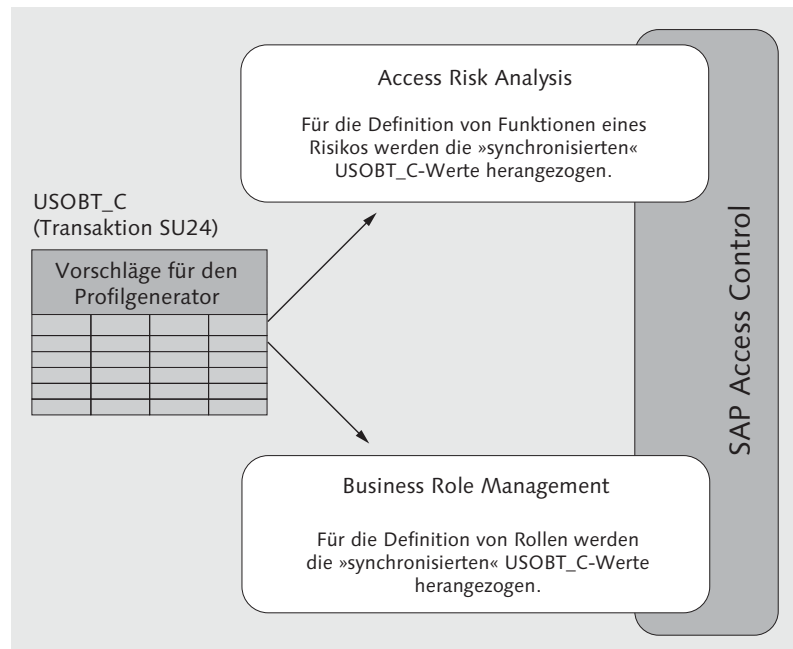 Access Risk Analysis
Für die Definition von Funktionen eines
Risikos werden die »synchronisierten«
USOBT_C-Werte herangezogen.
USOBT_C
(Transaktion SU24)
Vorschläge für den
Profilgenerator
SAP Access Control
Business Role Management
Für die Definition von Rollen werden
die »synchronisierten« USOBT_C-Werte
herangezogen.